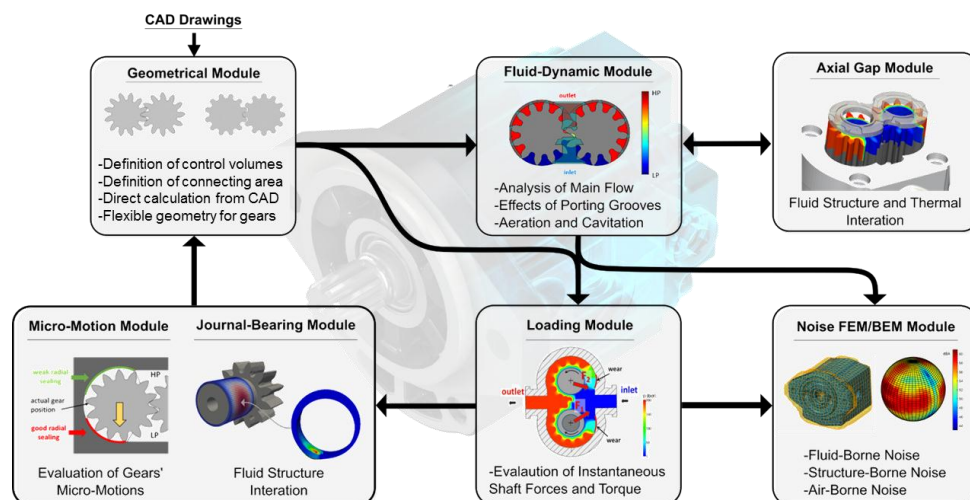 CAD Drawings
Geometrical Module
-Definition of control volumes
-Definition of connecting area
-Direct calculation from CAD
-Flexible geometry for gears
Fluid-Dynamic Module
outlet
HP
inlet
LP
-Analysis of Main Flow
-Effects of Porting Grooves
-Aeration and Cavitation
Axial Gap Module
Fluid Structure and Thermal
Interation
Micro-Motion Module
weak radial
sealing
HP
actual gear
position
good radial
sealing
LP
Evaluation of Gears'
Micro-Motions
Journal-Bearing Module
Fluid Structure
Interation
Loading Module
wear
outlet
inlet
wear
-Evalaution of Instantaneous
Shaft Forces and Torque
Noise FEM/BEM Module
-Fluid-Borne Noise
-Structure-Borne Noise
-Air-Borne Noise